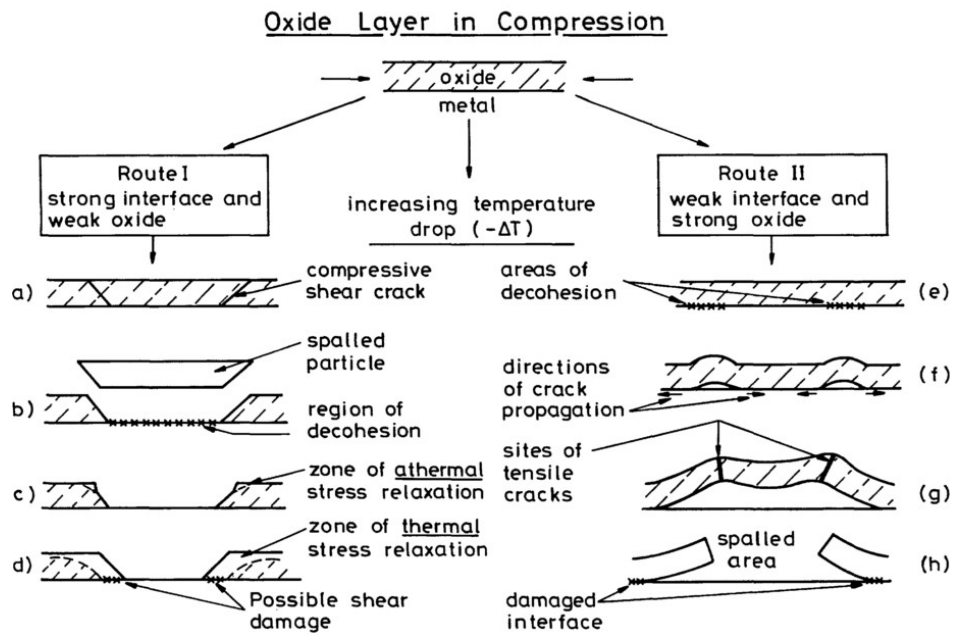 Oxide Layer in Compression
oxide
metal
Route I
strong interface and
weak oxide
increasing temperature
drop (-ΔT)
Route II
weak interface and
strong oxide
a)
compressive
shear crack
b)
spalled
particle
region of
decohesion
c)
zone of athermal
stress relaxation
d)
zone of thermal
stress relaxation
Possible shear
damage
areas of
decohesion
(e)
directions
of crack
propagation
(f)
sites of
tensile
cracks
(g)
spalled
area
(h)
damaged
interface